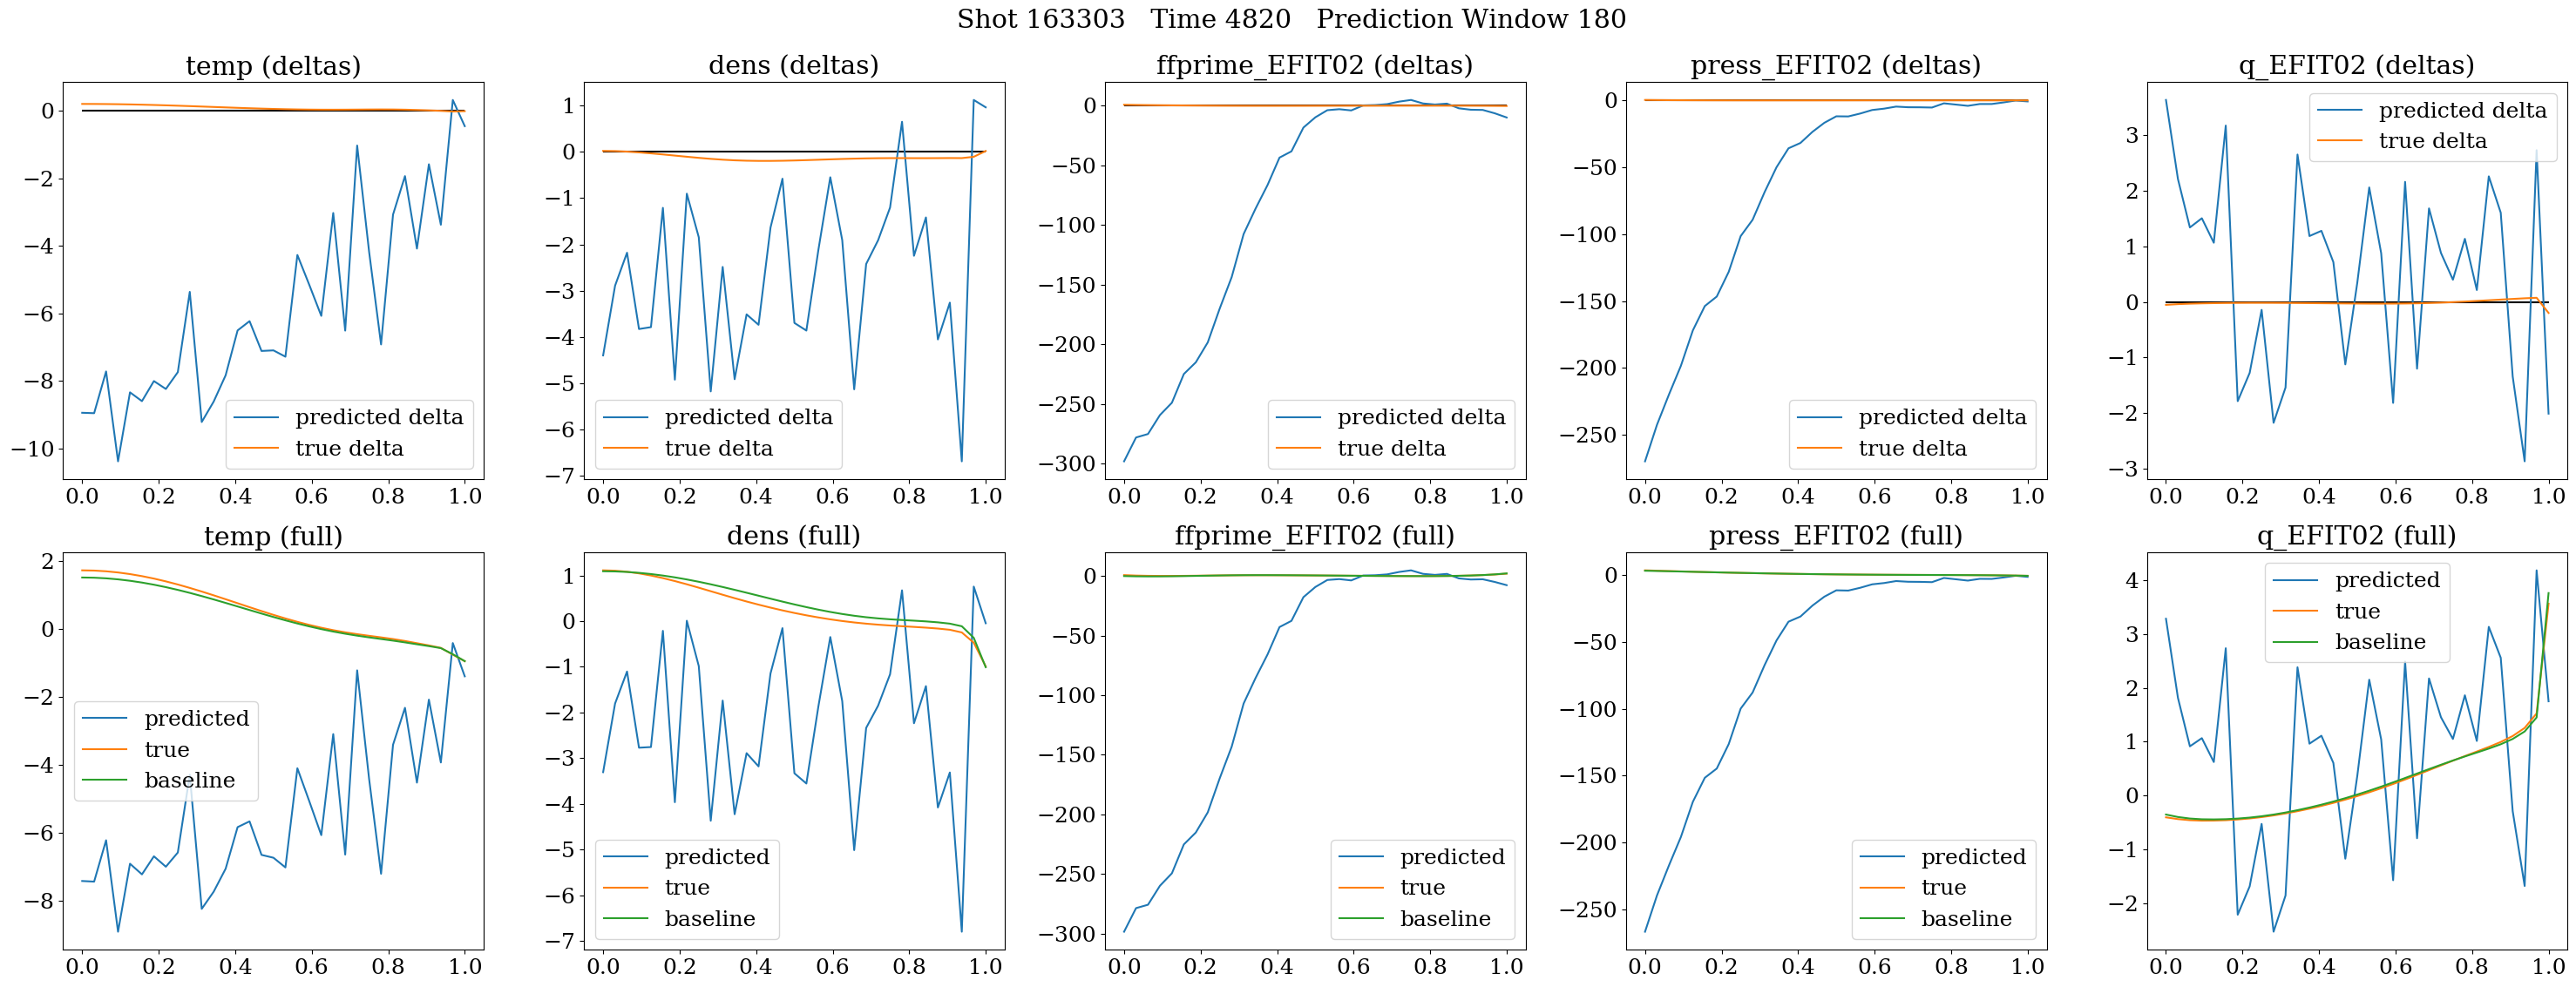 Shot 163303   Time 4820   Prediction Window 180
temp (deltas)
0
−2
−4
−6
−8
−10
0.0 0.2 0.4 0.6 0.8 1.0
predicted delta
true delta
dens (deltas)
1
0
−1
−2
−3
−4
−5
−6
−7
0.0 0.2 0.4 0.6 0.8 1.0
predicted delta
true delta
ffprime_EFIT02 (deltas)
0
−50
−100
−150
−200
−250
−300
0.0 0.2 0.4 0.6 0.8 1.0
predicted delta
true delta
press_EFIT02 (deltas)
0
−50
−100
−150
−200
−250
0.0 0.2 0.4 0.6 0.8 1.0
predicted delta
true delta
q_EFIT02 (deltas)
3
2
1
0
−1
−2
−3
0.0 0.2 0.4 0.6 0.8 1.0
predicted delta
true delta
temp (full)
2
0
−2
−4
−6
−8
0.0 0.2 0.4 0.6 0.8 1.0
predicted
true
baseline
dens (full)
1
0
−1
−2
−3
−4
−5
−6
−7
0.0 0.2 0.4 0.6 0.8 1.0
predicted
true
baseline
ffprime_EFIT02 (full)
0
−50
−100
−150
−200
−250
−300
0.0 0.2 0.4 0.6 0.8 1.0
predicted
true
baseline
press_EFIT02 (full)
0
−50
−100
−150
−200
−250
0.0 0.2 0.4 0.6 0.8 1.0
predicted
true
baseline
q_EFIT02 (full)
4
3
2
1
0
−1
−2
0.0 0.2 0.4 0.6 0.8 1.0
predicted
true
baseline